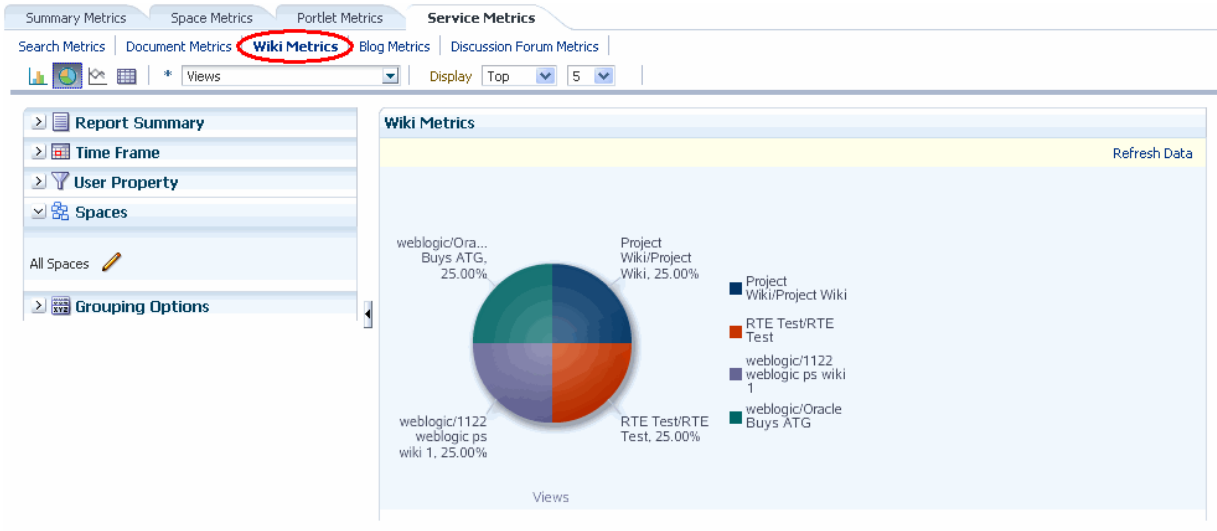 Summary Metrics Space Metrics Portlet Metrics Service Metrics
Search Metrics Document Metrics Wiki Metrics Blog Metrics Discussion Forum Metrics
* Views Display Top 5
Report Summary
Time Frame
User Property
Spaces
All Spaces
XYZ Grouping Options
Wiki Metrics
Refresh Data
weblogic/Ora...
Buys ATG,
25.00%
Project
Wiki/Project
Wiki, 25.00%
weblogic/1122
weblogic ps
wiki 1, 25.00%
RTE Test/RTE
Test, 25.00%
Views
Project
Wiki/Project Wiki
RTE Test/RTE
Test
weblogic/1122
weblogic ps wiki
1
weblogic/Oracle
Buys ATG